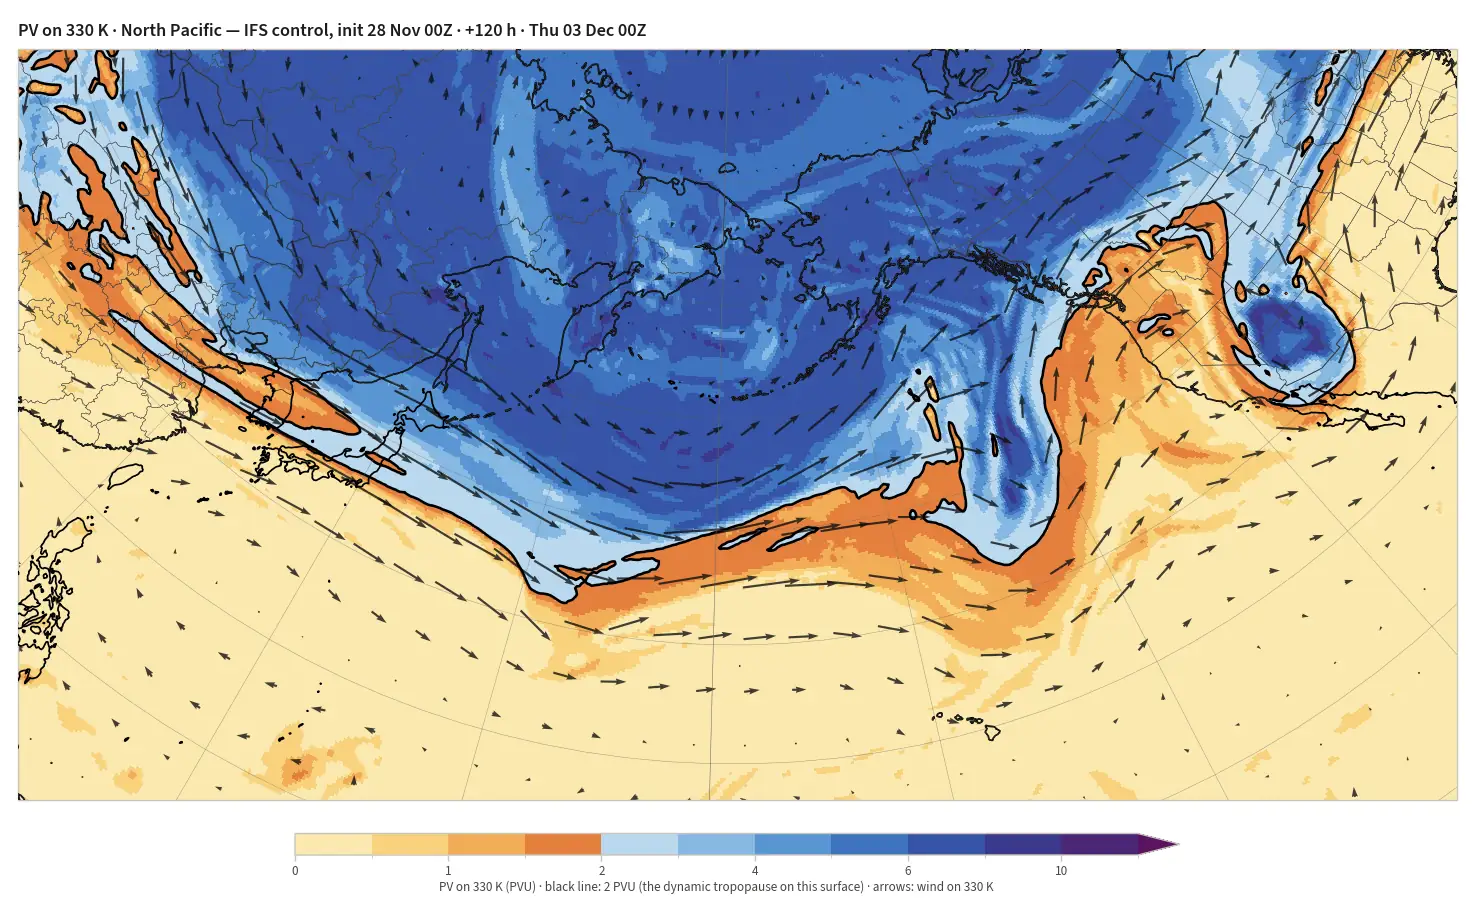 PV on 330 K · North Pacific — IFS control, init 28 Nov 00Z · +120 h · Thu 03 Dec 00Z
0 1 2 4 6 10
PV on 330 K (PVU) · black line: 2 PVU (the dynamic tropopause on this surface) · arrows: wind on 330 K